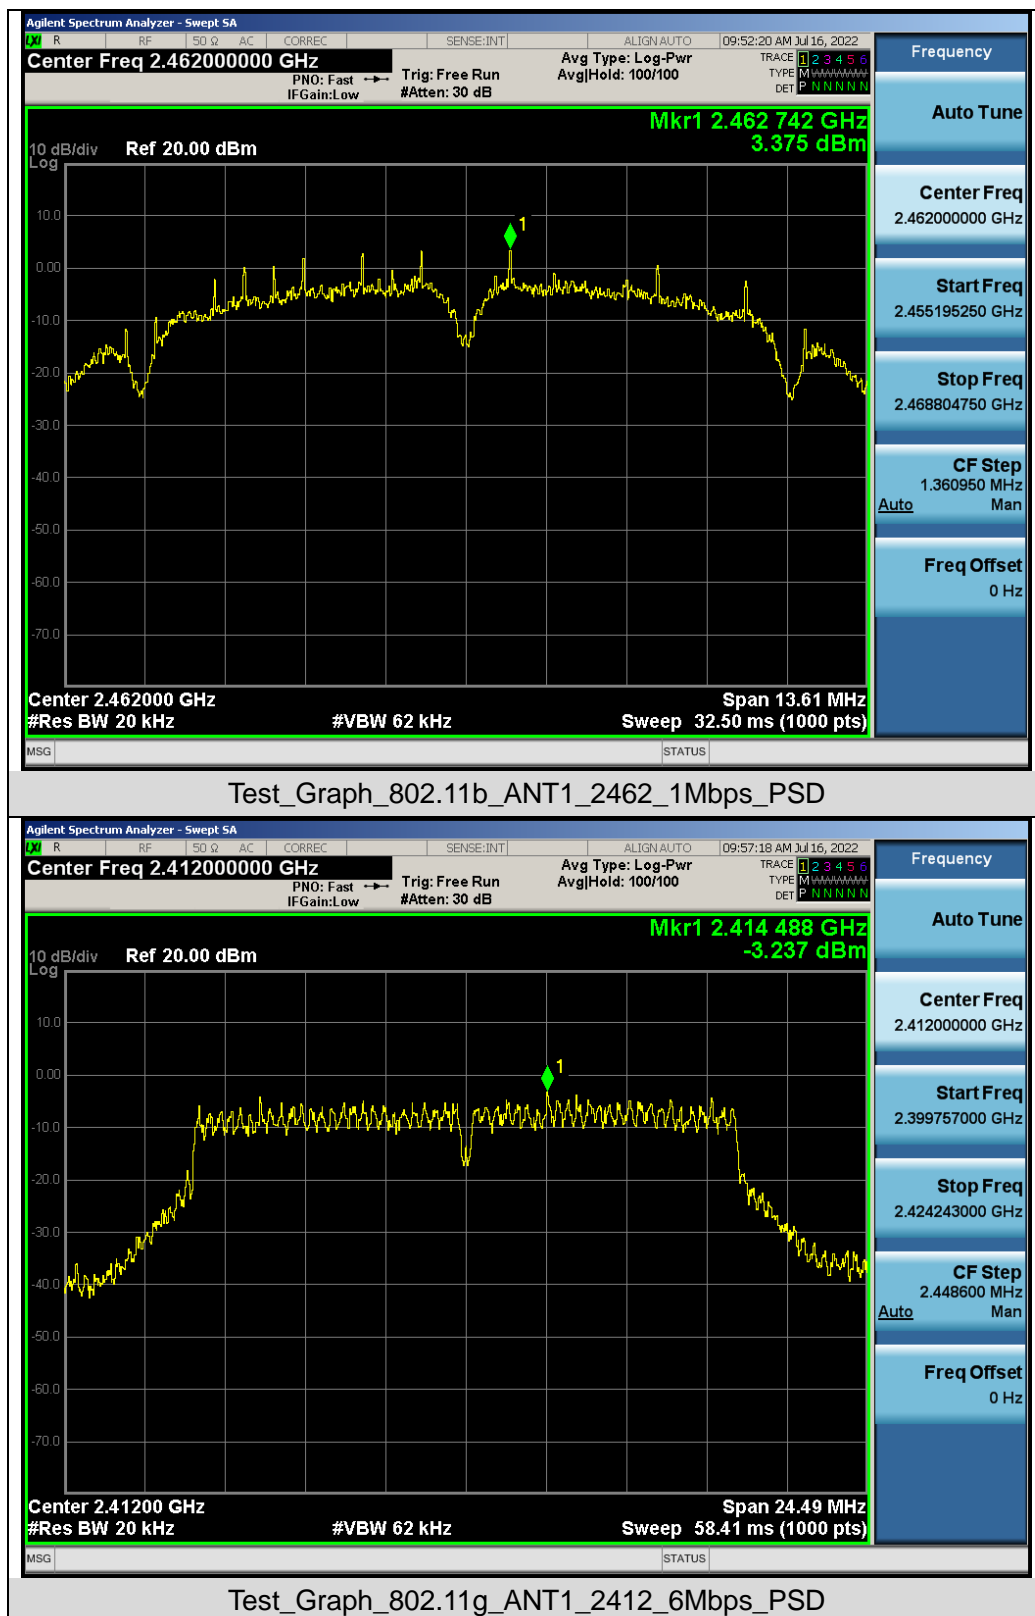 Agilent Spectrum Analyzer - Swept SA
LXI R RF 50 Ω AC CORREC SENSE:INT ALIGN AUTO 09:52:20 AM Jul 16, 2022
Center Freq 2.462000000 GHz
PNO: Fast
IFGain:Low
Trig: Free Run
#Atten: 30 dB
Avg Type: Log-Pwr
Avg|Hold: 100/100
TRACE 1 2 3 4 5 6
TYPE M WWWWW
DET P N N N N N
Mkr1 2.462 742 GHz
3.375 dBm
10 dB/div Ref 20.00 dBm
Log
10.0
0.00
-10.0
-20.0
-30.0
-40.0
-50.0
-60.0
-70.0
1
Center 2.462000 GHz Span 13.61 MHz
#Res BW 20 kHz #VBW 62 kHz Sweep 32.50 ms (1000 pts)
MSG STATUS
Frequency
Auto Tune
Center Freq
2.462000000 GHz
Start Freq
2.455195250 GHz
Stop Freq
2.468804750 GHz
CF Step
1.360950 MHz
Auto Man
Freq Offset
0 Hz
Test_Graph_802.11b_ANT1_2462_1Mbps_PSD
Agilent Spectrum Analyzer - Swept SA
LXI R RF 50 Ω AC CORREC SENSE:INT ALIGN AUTO 09:57:18 AM Jul 16, 2022
Center Freq 2.412000000 GHz
PNO: Fast
IFGain:Low
Trig: Free Run
#Atten: 30 dB
Avg Type: Log-Pwr
Avg|Hold: 100/100
TRACE 1 2 3 4 5 6
TYPE M WWWWW
DET P N N N N N
Mkr1 2.414 488 GHz
-3.237 dBm
10 dB/div Ref 20.00 dBm
Log
10.0
0.00
-10.0
-20.0
-30.0
-40.0
-50.0
-60.0
-70.0
1
Center 2.41200 GHz Span 24.49 MHz
#Res BW 20 kHz #VBW 62 kHz Sweep 58.41 ms (1000 pts)
MSG STATUS
Frequency
Auto Tune
Center Freq
2.412000000 GHz
Start Freq
2.399757000 GHz
Stop Freq
2.424243000 GHz
CF Step
2.448600 MHz
Auto Man
Freq Offset
0 Hz
Test_Graph_802.11g_ANT1_2412_6Mbps_PSD